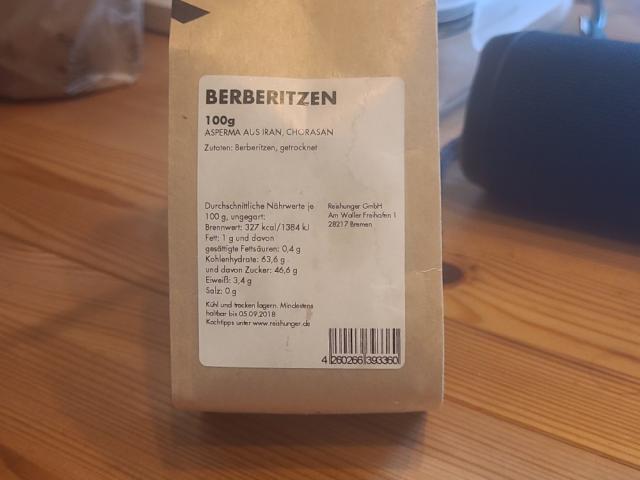 BERBERITZEN
100g
ASPERMA AUS IRAN, CHORASAN
Zutaten: Berberitzen, getrocknet
Durchschnittliche Nährwerte je
100 g, ungegart:
Brennwert: 327 kcal/1384 kJ
Fett: 1 g und davon
gesättigte Fettsäuren: 0,4 g
Kohlenhydrate: 63,6 g
und davon Zucker: 46,6 g
Eiweiß: 3,4 g
Salz: 0 g
Kühl und trocken lagern. Mindestens
haltbar bis 05.09.2018
Kochtipps unter www.reishunger.de
Reishunger GmbH
Am Waller Freihafen 1
28217 Bremen
4 260266 393360